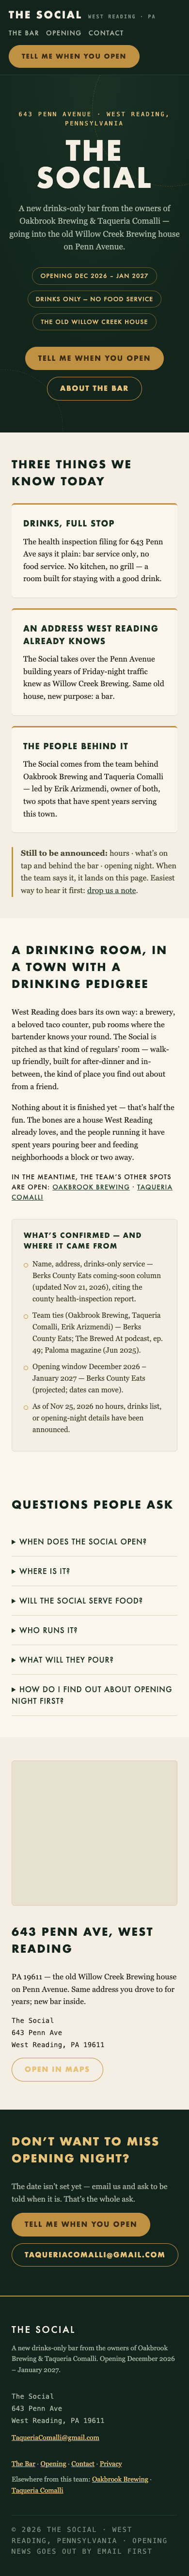 THE SOCIAL WEST READING · PA
THE BAR OPENING CONTACT
TELL ME WHEN YOU OPEN
643 PENN AVENUE · WEST READING,
PENNSYLVANIA
THE
SOCIAL
A new drinks-only bar from the owners of
Oakbrook Brewing & Taqueria Comalli —
going into the old Willow Creek Brewing house
on Penn Avenue.
OPENING DEC 2026 – JAN 2027
DRINKS ONLY — NO FOOD SERVICE
THE OLD WILLOW CREEK HOUSE
TELL ME WHEN YOU OPEN
ABOUT THE BAR
THREE THINGS WE
KNOW TODAY
DRINKS, FULL STOP
The health inspection filing for 643 Penn
Ave says it plain: bar service only, no
food service. No kitchen, no grill — a
room built for staying with a good drink.
AN ADDRESS WEST READING
ALREADY KNOWS
The Social takes over the Penn Avenue
building years of Friday-night traffic
knew as Willow Creek Brewing. Same old
house, new purpose: a bar.
THE PEOPLE BEHIND IT
The Social comes from the team behind
Oakbrook Brewing and Taqueria Comalli
— led by Erik Arizmendi, owner of both,
two spots that have spent years serving
this town.
Still to be announced: hours · what's on
tap and behind the bar · opening night. When
the team says it, it lands on this page. Easiest
way to hear it first: drop us a note.
A DRINKING ROOM, IN
A TOWN WITH A
DRINKING PEDIGREE
West Reading does bars its own way: a brewery,
a beloved taco counter, pub rooms where the
bartender knows your round. The Social is
pitched as that kind of regulars' room — walk-
up friendly, built for after-dinner and in-
between, the kind of place you find out about
from a friend.
Nothing about it is finished yet — that's half the
fun. The bones are a house West Reading
already loves, and the people running it have
spent years pouring beer and feeding
neighborhoods a block or two away.
IN THE MEANTIME, THE TEAM'S OTHER SPOTS
ARE OPEN: OAKBROOK BREWING · TAQUERIA
COMALLI
WHAT'S CONFIRMED — AND
WHERE IT CAME FROM
Name, address, drinks-only service —
Berks County Eats coming-soon column
(updated Nov 21, 2026), citing the
county health-inspection report.
Team ties (Oakbrook Brewing, Taqueria
Comalli, Erik Arizmendi) — Berks
County Eats; The Brewed At podcast, ep.
49; Paloma magazine (Jun 2025).
Opening window December 2026 –
January 2027 — Berks County Eats
(projected; dates can move).
As of Nov 25, 2026 no hours, drinks list,
or opening-night details have been
announced.
QUESTIONS PEOPLE ASK
WHEN DOES THE SOCIAL OPEN?
WHERE IS IT?
WILL THE SOCIAL SERVE FOOD?
WHO RUNS IT?
WHAT WILL THEY POUR?
HOW DO I FIND OUT ABOUT OPENING
NIGHT FIRST?
643 PENN AVE, WEST
READING
PA 19611 — the old Willow Creek Brewing house
on Penn Avenue. Same address you drove to for
years; new bar inside.
The Social
643 Penn Ave
West Reading, PA 19611
OPEN IN MAPS
DON'T WANT TO MISS
OPENING NIGHT?
The date isn't set yet — email us and ask to be
told when it is. That's the whole ask.
TELL ME WHEN YOU OPEN
TAQUERIACOMALLI@GMAIL.COM
THE SOCIAL
A new drinks-only bar from the owners of Oakbrook
Brewing & Taqueria Comalli. Opening December 2026
– January 2027.
The Social
643 Penn Ave
West Reading, PA 19611
TaqueriaComalli@gmail.com
The Bar · Opening · Contact · Privacy
Elsewhere from this team: Oakbrook Brewing ·
Taqueria Comalli
© 2026 THE SOCIAL · WEST
READING, PENNSYLVANIA · OPENING
NEWS GOES OUT BY EMAIL FIRST